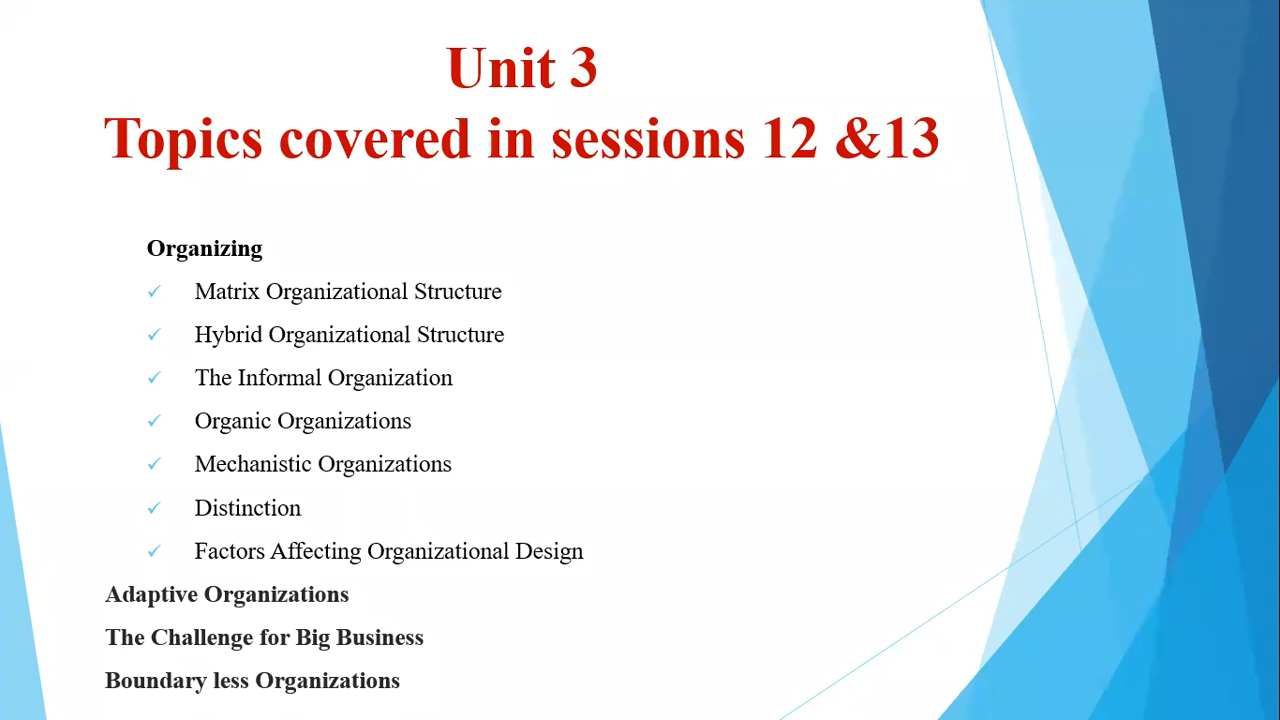 Unit 3
Topics covered in sessions 12 &13
Organizing
Matrix Organizational Structure
Hybrid Organizational Structure
The Informal Organization
Organic Organizations
Mechanistic Organizations
Distinction
Factors Affecting Organizational Design
Adaptive Organizations
The Challenge for Big Business
Boundary less Organizations